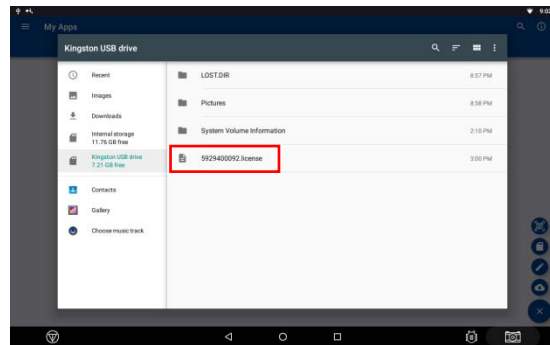 9:02
My Apps
Kingston USB drive
Recent
Images
Downloads
Internal storage
11.76 GB free
Kingston USB drive
7.21 GB free
Contacts
Gallery
Choose music track
LOST.DIR 8:57 PM
Pictures 8:58 PM
System Volume Information 2:10 PM
5929400092.license 3:00 PM